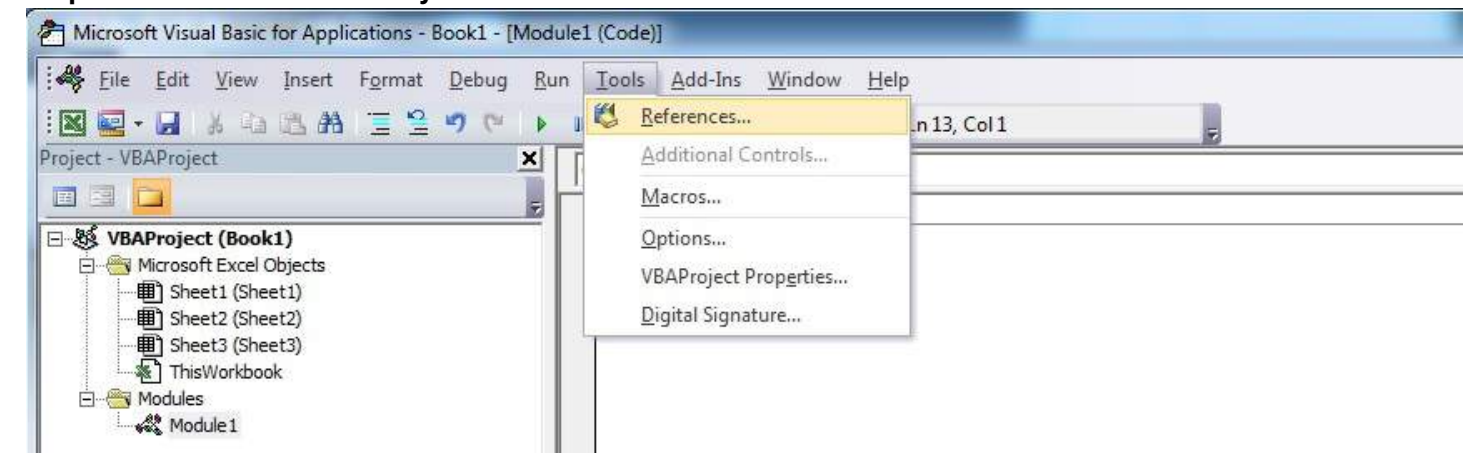 Microsoft Visual Basic for Applications - Book1 - [Module1 (Code)]
File Edit View Insert Format Debug Run Tools Add-Ins Window Help
References...
n 13, Col 1
Project - VBAProject
Additional Controls...
Macros...
VBAProject (Book1)
Options...
Microsoft Excel Objects
VBAProject Properties...
Sheet1 (Sheet1)
Digital Signature...
Sheet2 (Sheet2)
Sheet3 (Sheet3)
ThisWorkbook
Modules
Module1